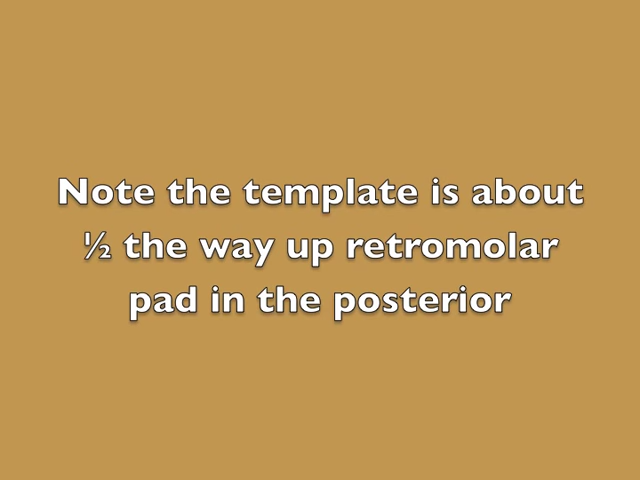 Note the template is about
½ the way up retromolar
pad in the posterior